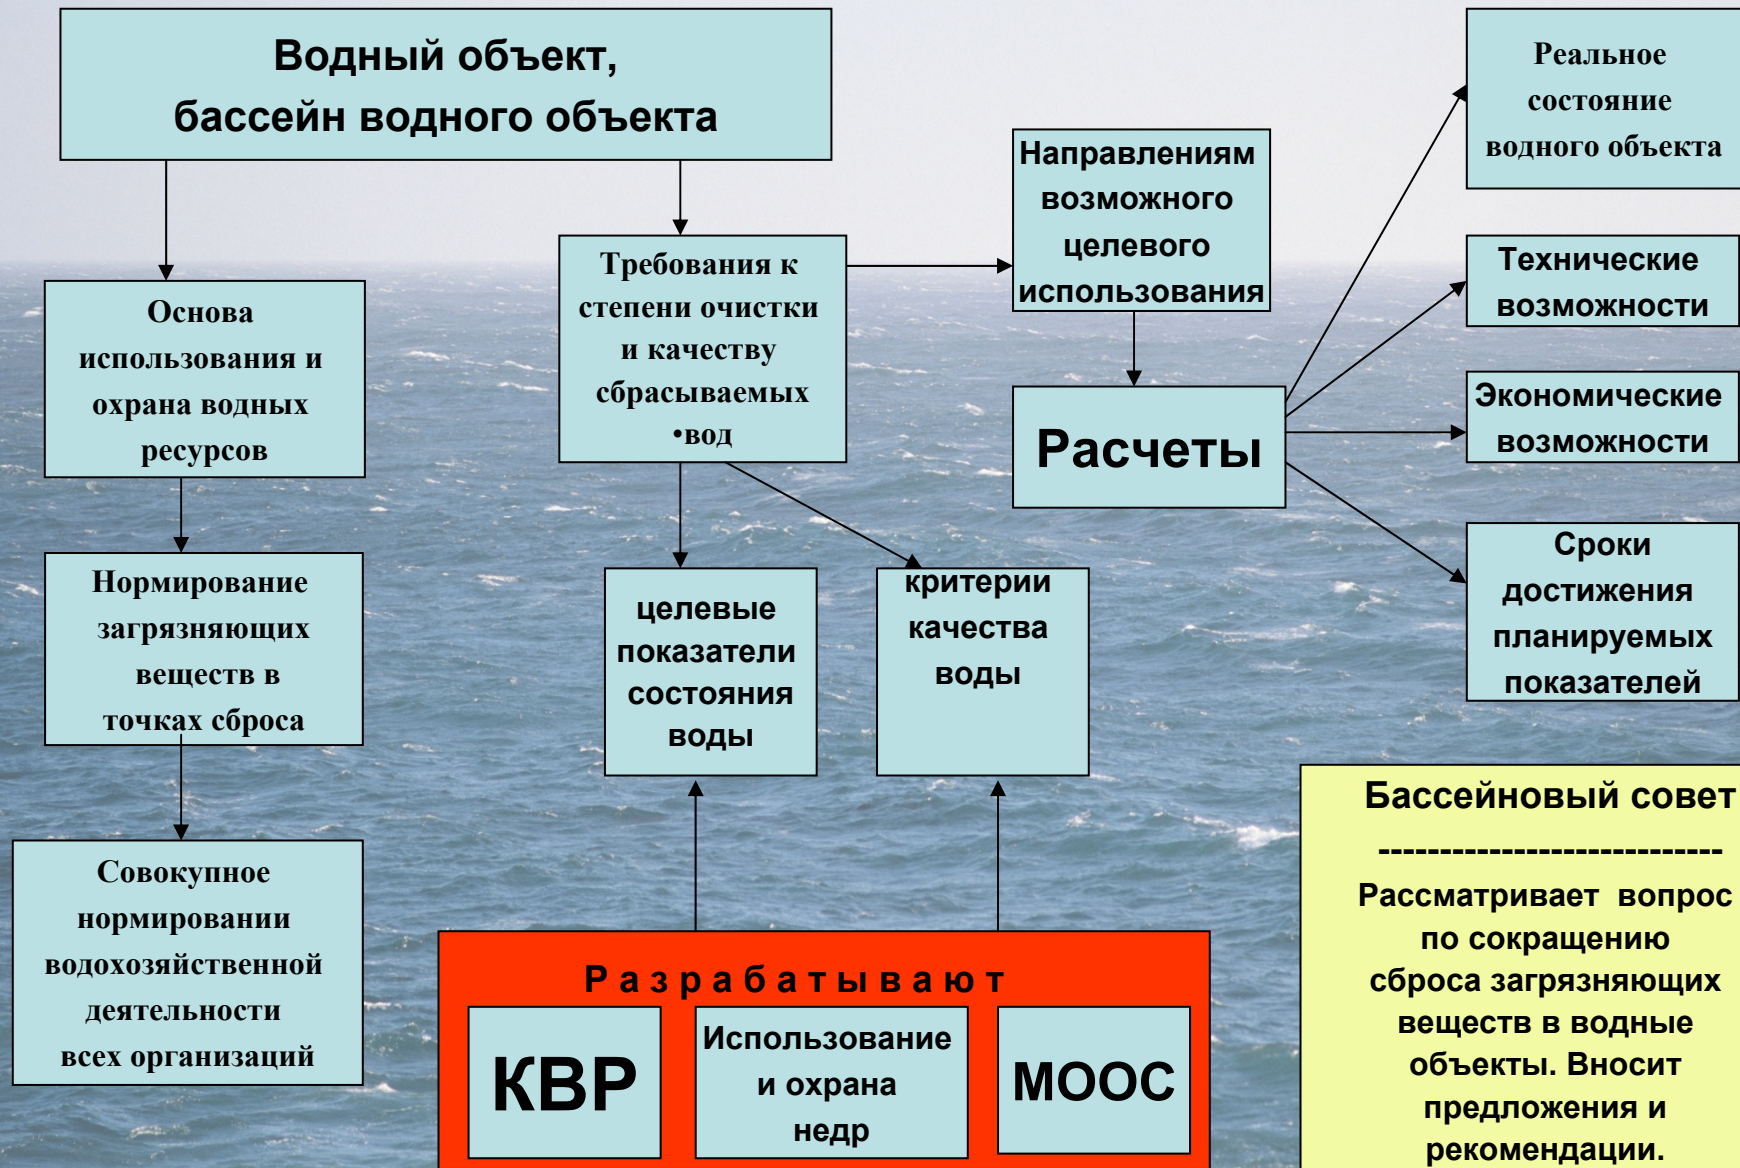 Водный объект,
бассейн водного объекта
Основа
использования и
охрана водных
ресурсов
Нормирование
загрязняющих
веществ в
точках сброса
Совокупное
нормировании
водохозяйственной
деятельности
всех организаций
Требования к
степени очистки
и качеству
сбрасываемых
•вод
целевые
показатели
состояния
воды
критерии
качества
воды
Направлениям
возможного
целевого
использования
Расчеты
Реальное
состояние
водного объекта
Технические
возможности
Экономические
возможности
Сроки
достижения
планируемых
показателей
Р а з р а б а т ы в а ю т
КВР
Использование
и охрана
недр
МООС
Бассейновый совет
----------------------------
Рассматривает вопрос
по сокращению
сброса загрязняющих
веществ в водные
объекты. Вносит
предложения и
рекомендации.